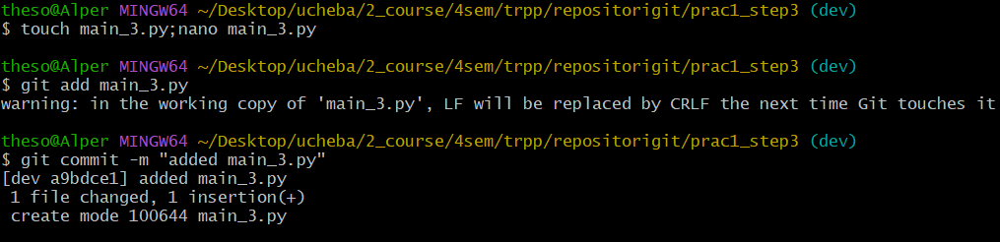 theso@Alper MINGW64 ~/Desktop/ucheba/2_course/4sem/trpp/repositorigit/prac1_step3 (dev)
$ touch main_3.py;nano main_3.py
theso@Alper MINGW64 ~/Desktop/ucheba/2_course/4sem/trpp/repositorigit/prac1_step3 (dev)
$ git add main_3.py
warning: in the working copy of 'main_3.py', LF will be replaced by CRLF the next time Git touches it
theso@Alper MINGW64 ~/Desktop/ucheba/2_course/4sem/trpp/repositorigit/prac1_step3 (dev)
$ git commit -m "added main_3.py"
[dev a9bdce1] added main_3.py
1 file changed, 1 insertion(+)
create mode 100644 main_3.py